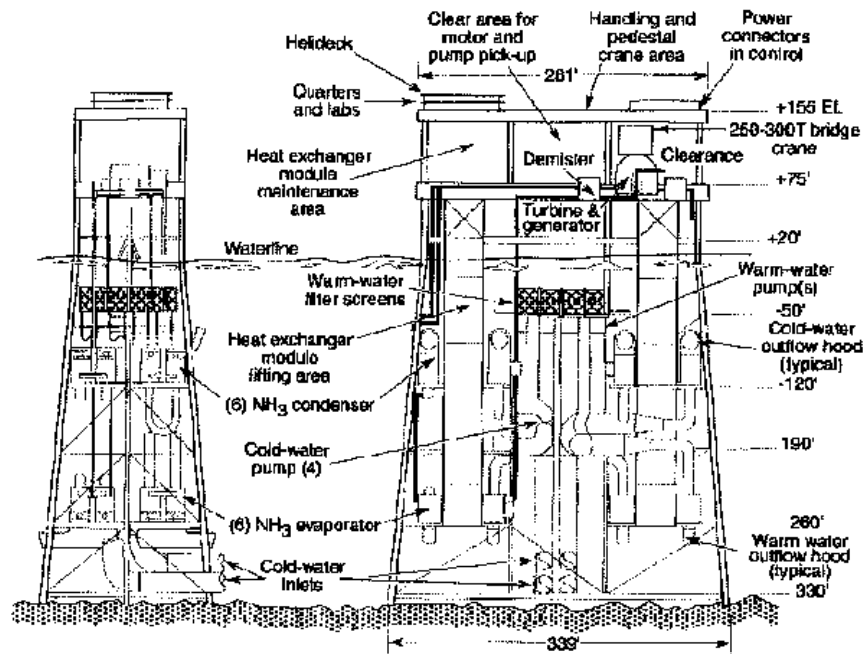 Helideck
Clear area for
motor and
pump pick-up
Handling and
pedestal
crane area
Power
connectors
in control
281'
Quarters
and labs
+155 Ef.
250-300T bridge
crane
Heat exchanger
module
maintenance
area
Demister
Clearance
+75'
Turbine &
generator
Waterline
+20'
Warm-water
filter screens
Warm-water
pump(s)
-50'
Heat exchanger
module
lifting area
Cold-water
outflow hood
(typical)
-120'
(6) NH3 condenser
Cold-water
pump (4)
190'
(6) NH3 evaporator
260'
Warm water
outflow hood
(typical)
Cold-water
Inlets
330'
339'